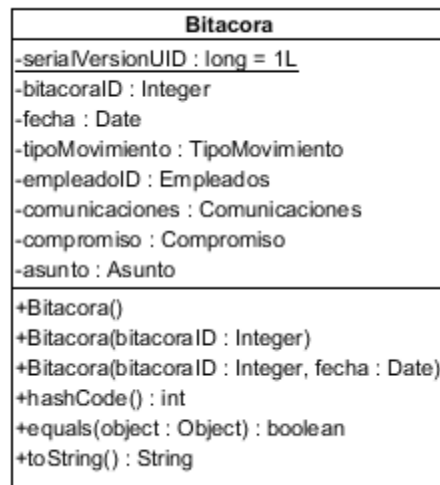 Bitacora
-serialVersionUID : long = 1L
-bitacoraID : Integer
-fecha : Date
-tipoMovimiento : TipoMovimiento
-empleadoID : Empleados
-comunicaciones : Comunicaciones
-compromiso : Compromiso
-asunto : Asunto
+Bitacora()
+Bitacora(bitacoraID : Integer)
+Bitacora(bitacoraID : Integer, fecha : Date)
+hashCode() : int
+equals(object : Object) : boolean
+toString() : String